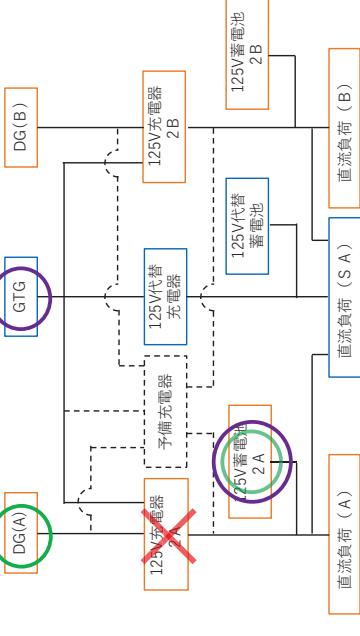 DG(A)
GTG
DG(B)
125V充電器
2A
予備充電器
125V代替
充電器
125V充電器
2B
125V蓄電池
2A
125V代替
蓄電池
125V蓄電池
2B
直流負荷（A）
直流負荷（SA）
直流負荷（B）